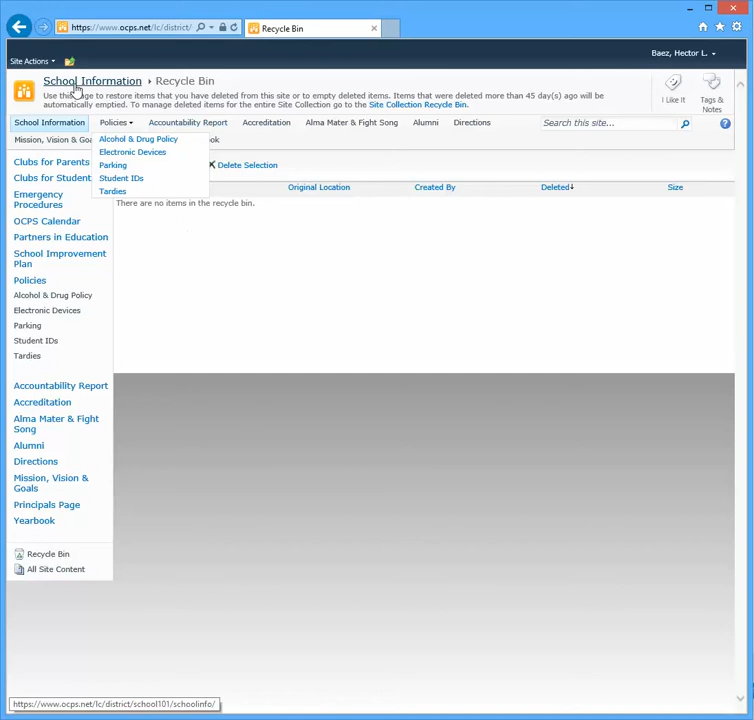 https://www.ocps.net/lc/district/
Recycle Bin
Site Actions
Baez, Hector L.
School Information ▸ Recycle Bin
Use this page to restore items that you have deleted from this site or to empty deleted items. Items that were deleted more than 45 day(s) ago will be
automatically emptied. To manage deleted items for the entire Site Collection go to the Site Collection Recycle Bin.
I Like It
Tags &
Notes
School Information Policies Accountability Report Accreditation Alma Mater & Fight Song Alumni Directions Search this site...
Mission, Vision & Goa
Alcohol & Drug Policy
Electronic Devices
Parking
Student IDs
Tardies
Delete Selection
Original Location Created By Deleted Size
There are no items in the recycle bin.
Clubs for Parents
Clubs for Student
Emergency
Procedures
OCPS Calendar
Partners in Education
School Improvement
Plan
Policies
Alcohol & Drug Policy
Electronic Devices
Parking
Student IDs
Tardies
Accountability Report
Accreditation
Alma Mater & Fight
Song
Alumni
Directions
Mission, Vision &
Goals
Principals Page
Yearbook
Recycle Bin
All Site Content
https://www.ocps.net/lc/district/school101/schoolinfo/